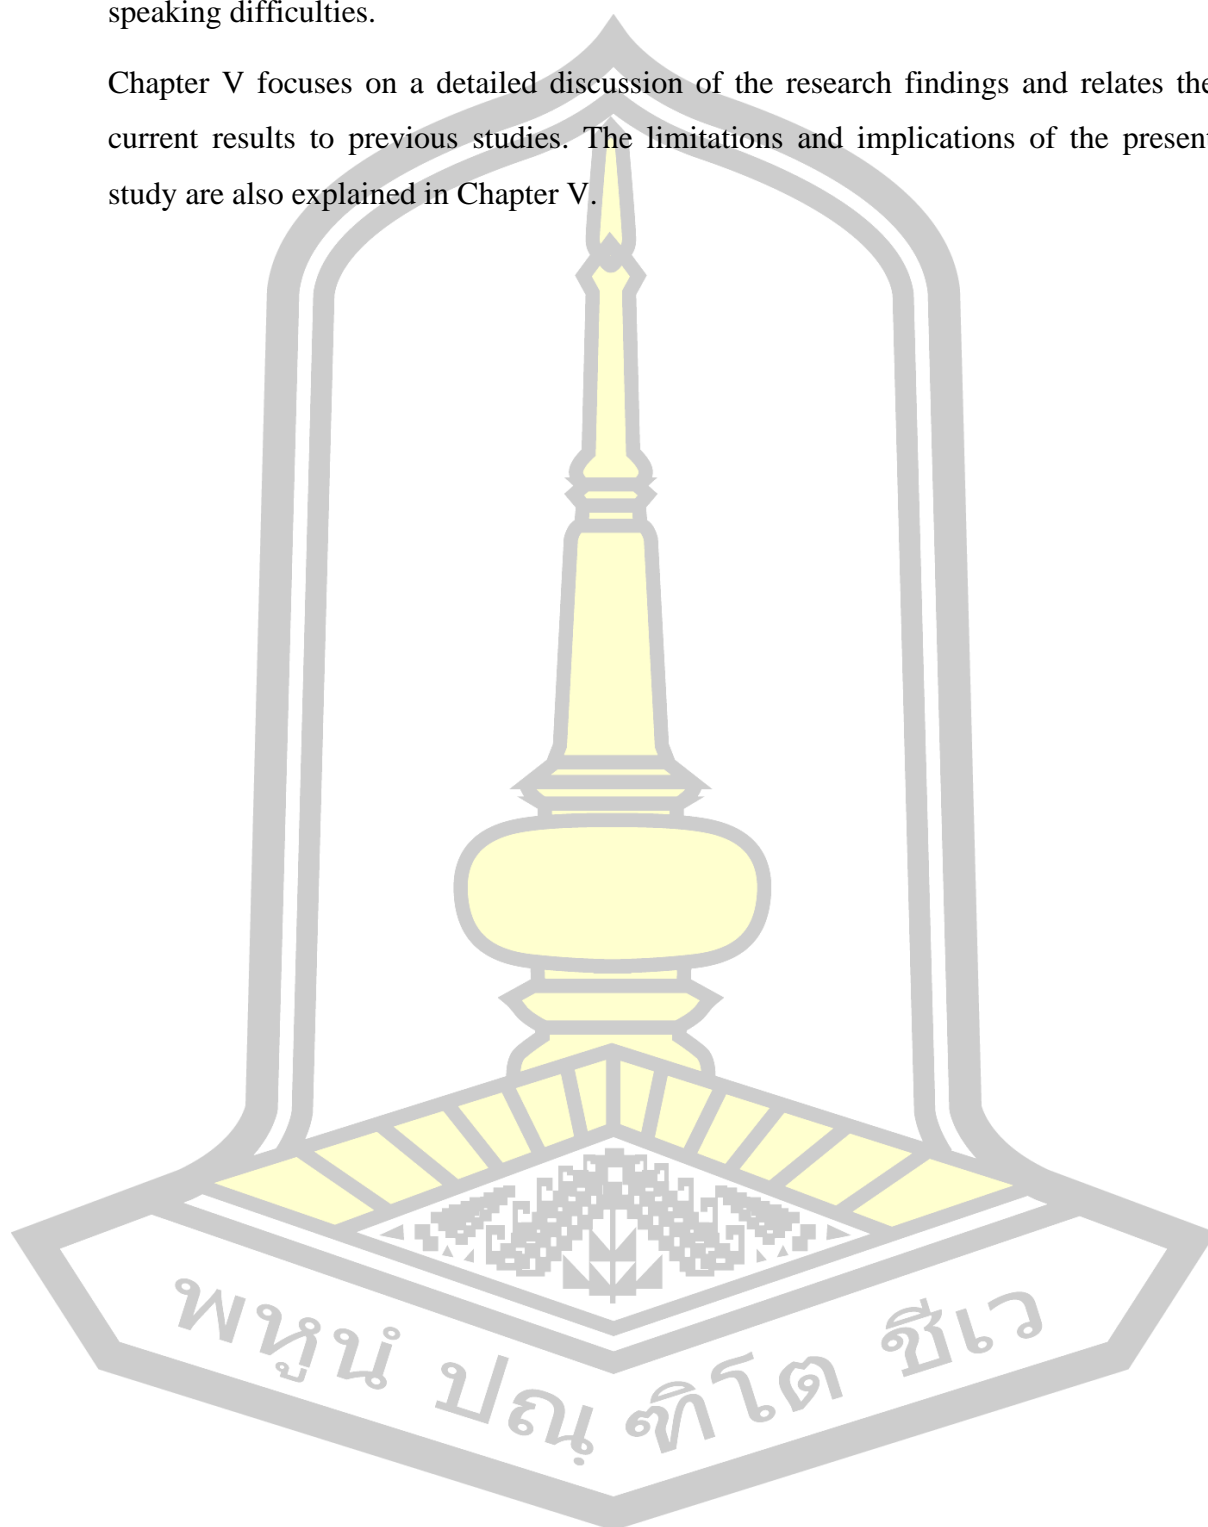 speaking difficulties.
Chapter V focuses on a detailed discussion of the research findings and relates the
current results to previous studies. The limitations and implications of the present
study are also explained in Chapter V.
พหูนํ ปณฺฑิโต ชีเว